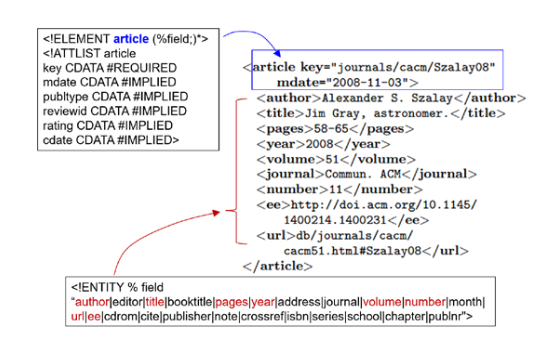 <!ELEMENT article (%field;)*>
<!ATTLIST article
key CDATA #REQUIRED
mdate CDATA #IMPLIED
publtype CDATA #IMPLIED
reviewid CDATA #IMPLIED
rating CDATA #IMPLIED
cdate CDATA #IMPLIED>
<article key="journals/cacm/Szalay08"
mdate="2008-11-03">
<author>Alexander S. Szalay</author>
<title>Jim Gray, astronomer.</title>
<pages>58-65</pages>
<year>2008</year>
<volume>51</volume>
<journal>Commun. ACM</journal>
<number>11</number>
<ee>http://doi.acm.org/10.1145/
1400214.1400231</ee>
<url>db/journals/cacm/
cacm51.html#Szalay08</url>
</article>
<!ENTITY % field
"author|editor|title|booktitle|pages|year|address|journal|volume|number|month|
url|ee|cdrom|cite|publisher|note|crossref|isbn|series|school|chapter|publnr">